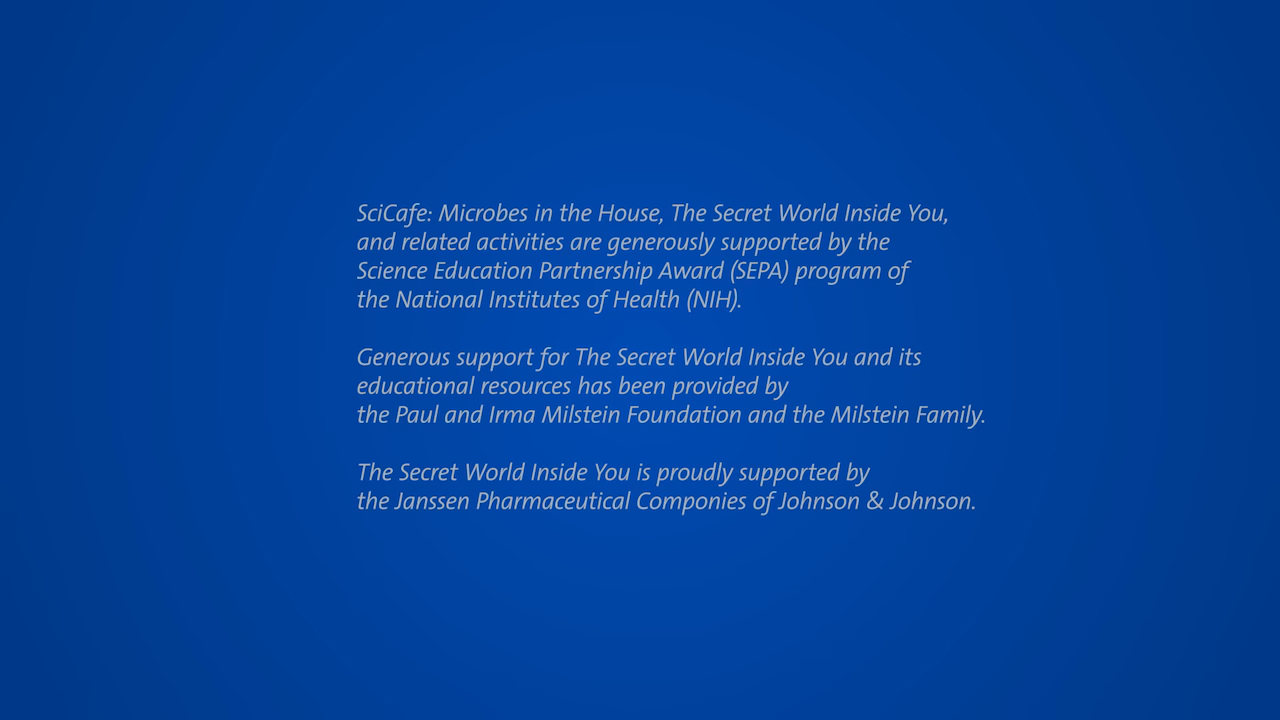 SciCafe: Microbes in the House, The Secret World Inside You,
and related activities are generously supported by the
Science Education Partnership Award (SEPA) program of
the National Institutes of Health (NIH).
Generous support for The Secret World Inside You and its
educational resources has been provided by
the Paul and Irma Milstein Foundation and the Milstein Family.
The Secret World Inside You is proudly supported by
the Janssen Pharmaceutical Componies of Johnson & Johnson.